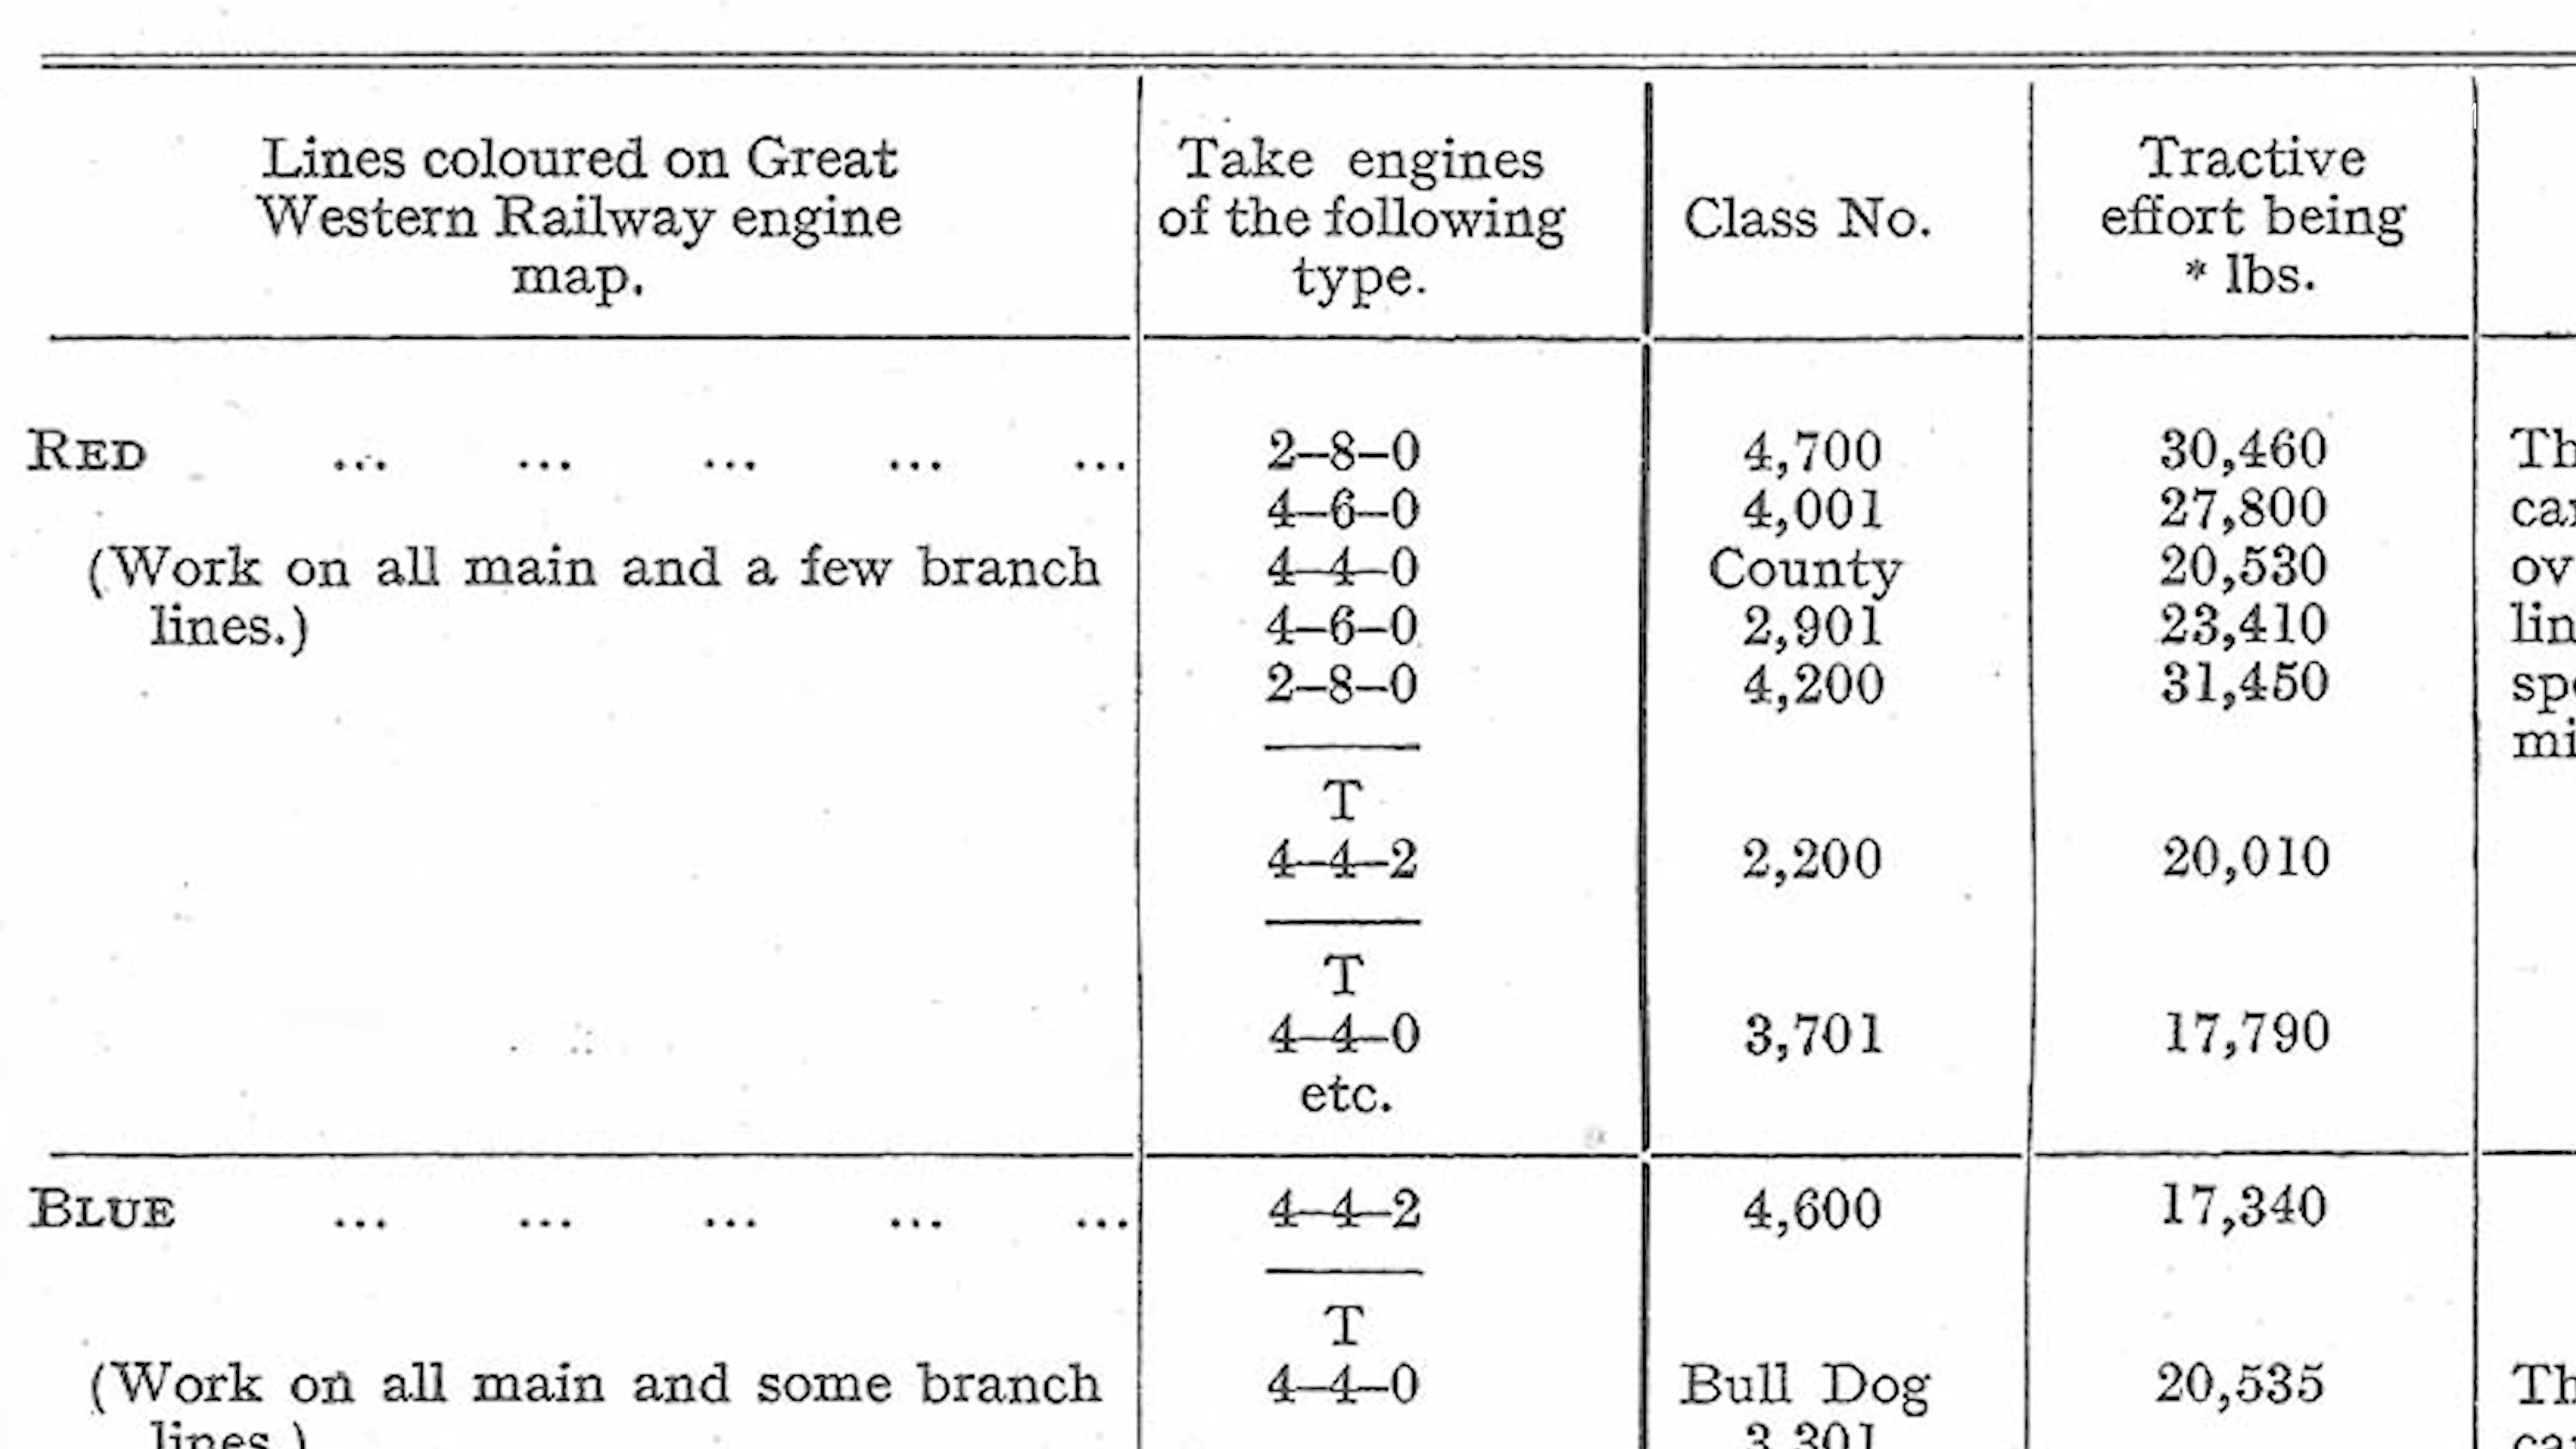 Lines coloured on Great
Western Railway engine
map.
Take engines
of the following
type.
Class No.
Tractive
effort being
* lbs.
RED ... ... ... ... ... 2–8–0 4,700 30,460
4–6–0 4,001 27,800
(Work on all main and a few branch 4–4–0 County 20,530
lines.) 4–6–0 2,901 23,410
2–8–0 4,200 31,450
T
4–4–2 2,200 20,010
T
4–4–0 3,701 17,790
etc.
BLUE ... ... ... ... ... 4–4–2 4,600 17,340
T
(Work on all main and some branch 4–4–0 Bull Dog 20,535
lines.) 3,301